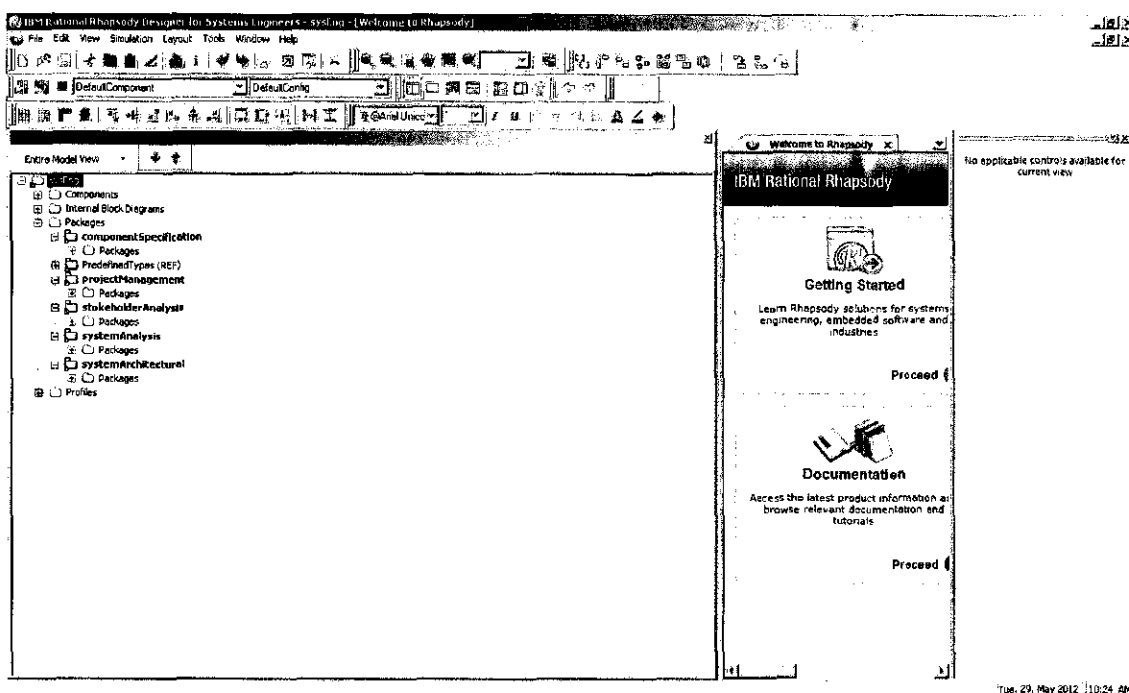 IBM Rational Rhapsody Designer for Systems Engineers - sysEng - [Welcome to Rhapsody]
File Edit View Simulation Layout Tools Window Help
DefaultComponent DefaultConfig
@Arial Unico
Entire Model View
sysEng
Components
Internal Block Diagrams
Packages
componentSpecification
Packages
PredefinedTypes (REF)
projectManagement
Packages
stakeholderAnalysis
Packages
systemAnalysis
Packages
systemArchitectural
Packages
Profiles
Welcome to Rhapsody
IBM Rational Rhapsody
Getting Started
Learn Rhapsody solutions for systems
engineering, embedded software and
industries
Proceed
Documentation
Access the latest product information a
browse relevant documentation and
tutorials
Proceed
No applicable controls available for
current view
Tue, 29, May 2012 10:24 AM